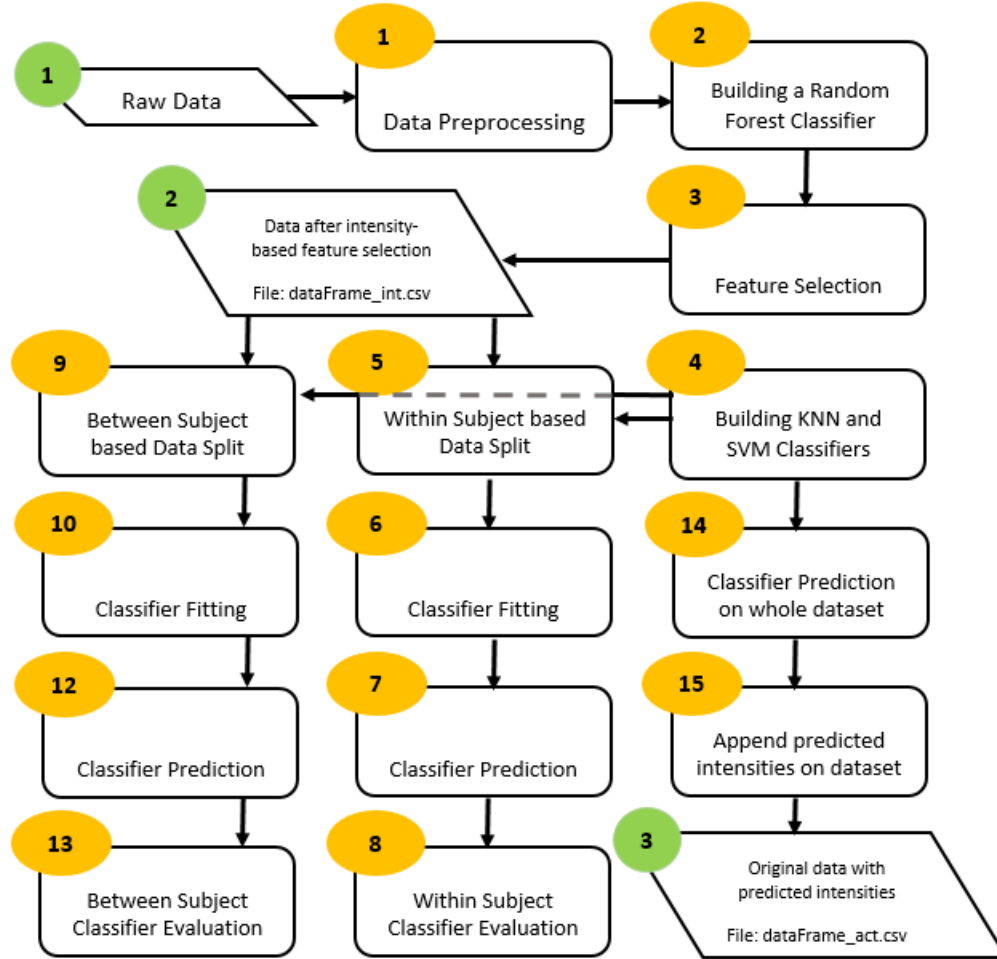 1
Raw Data
1
Data Preprocessing
2
Building a Random
Forest Classifier
2
Data after intensity-
based feature selection
File: dataFrame_int.csv
3
Feature Selection
9
Between Subject
based Data Split
5
Within Subject based
Data Split
4
Building KNN and
SVM Classifiers
10
Classifier Fitting
6
Classifier Fitting
14
Classifier Prediction
on whole dataset
12
Classifier Prediction
7
Classifier Prediction
15
Append predicted
intensities on dataset
13
Between Subject
Classifier Evaluation
8
Within Subject
Classifier Evaluation
3
Original data with
predicted intensities
File: dataFrame_act.csv